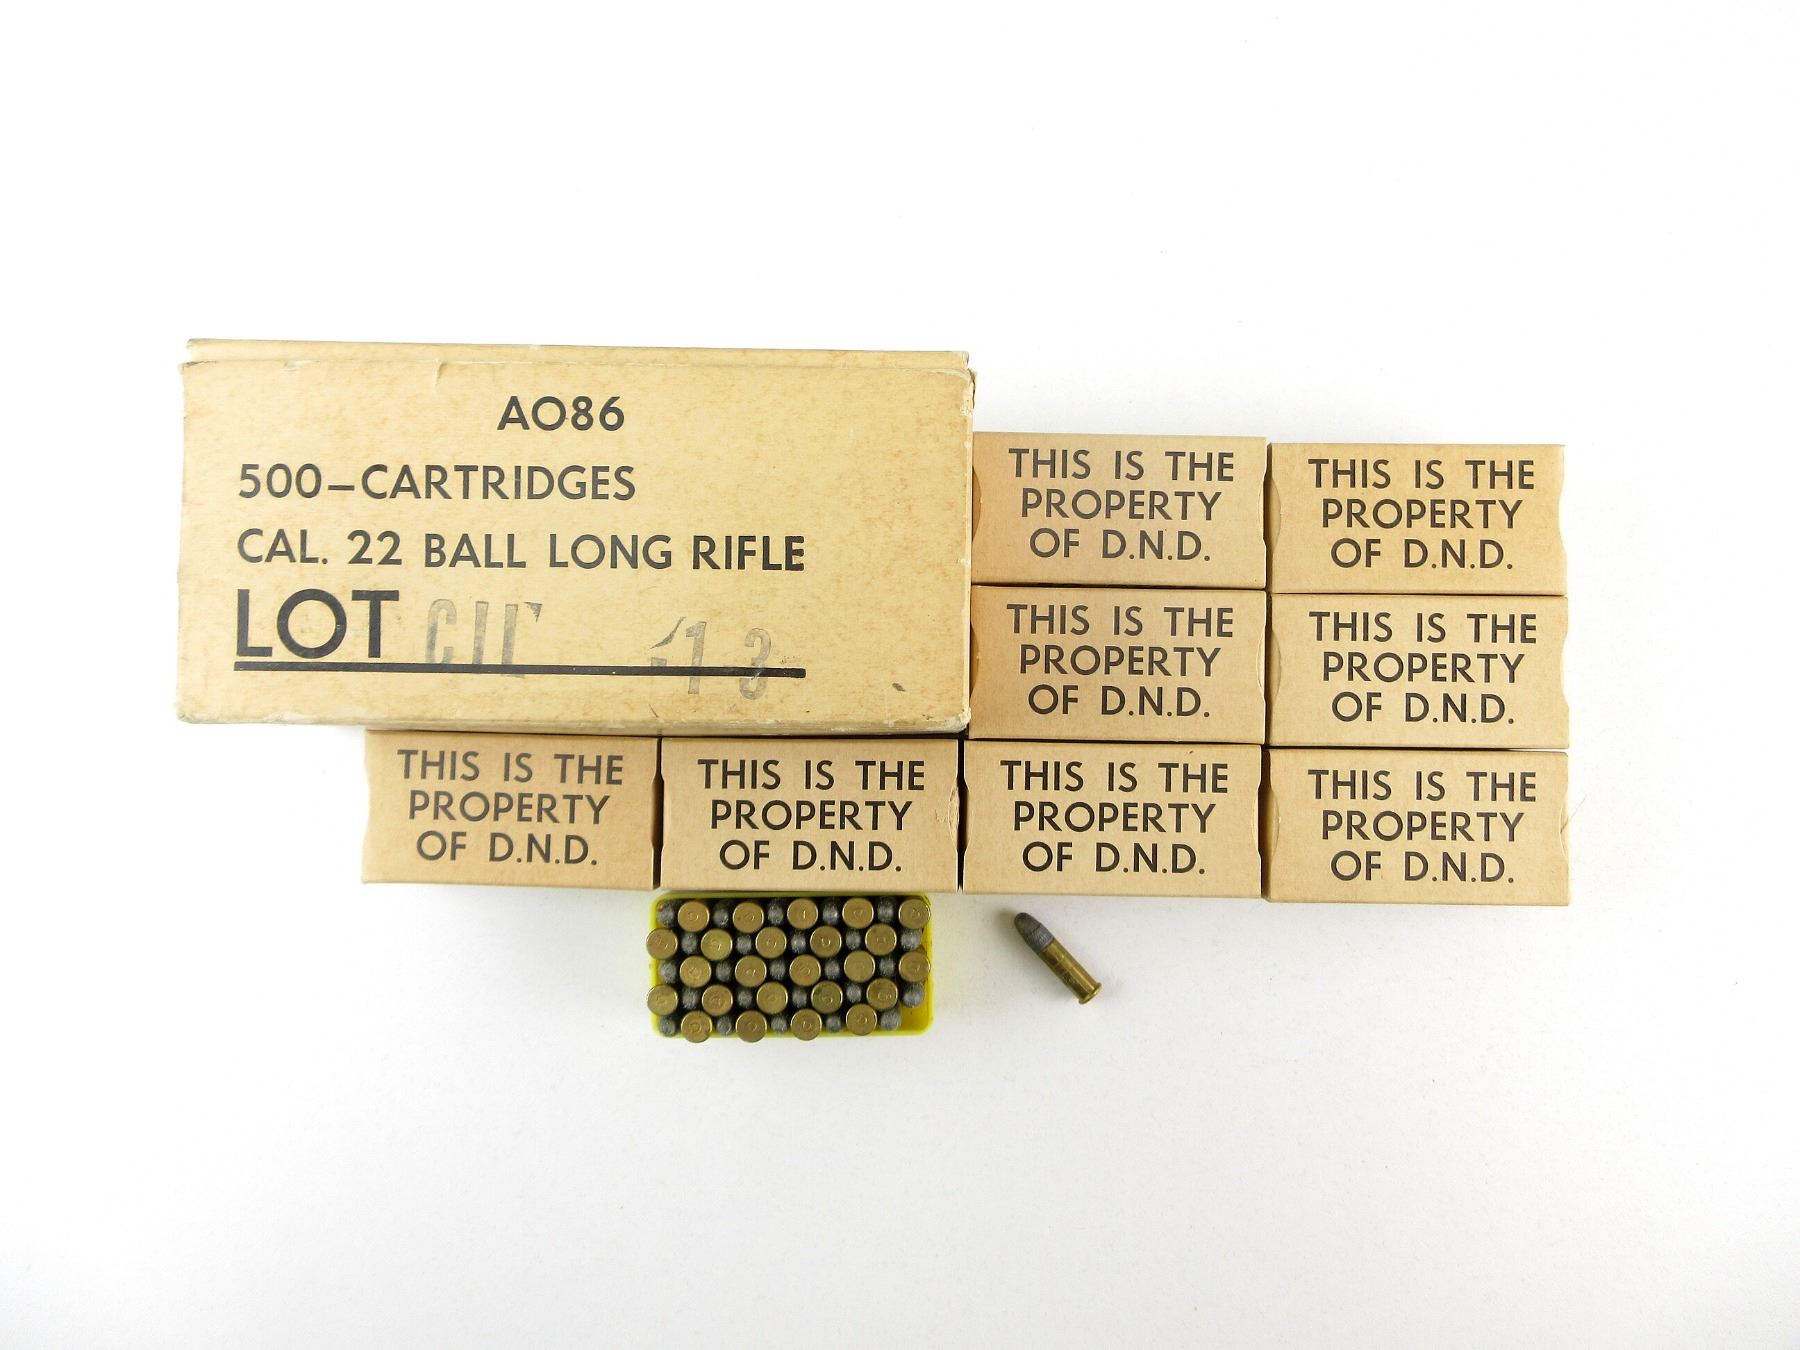 AO86
500-CARTRIDGES
CAL. 22 BALL LONG RIFLE
LOT CIL -13
THIS IS THE
PROPERTY
OF D.N.D.
THIS IS THE
PROPERTY
OF D.N.D.
THIS IS THE
PROPERTY
OF D.N.D.
THIS IS THE
PROPERTY
OF D.N.D.
THIS IS THE
PROPERTY
OF D.N.D.
THIS IS THE
PROPERTY
OF D.N.D.
THIS IS THE
PROPERTY
OF D.N.D.
THIS IS THE
PROPERTY
OF D.N.D.